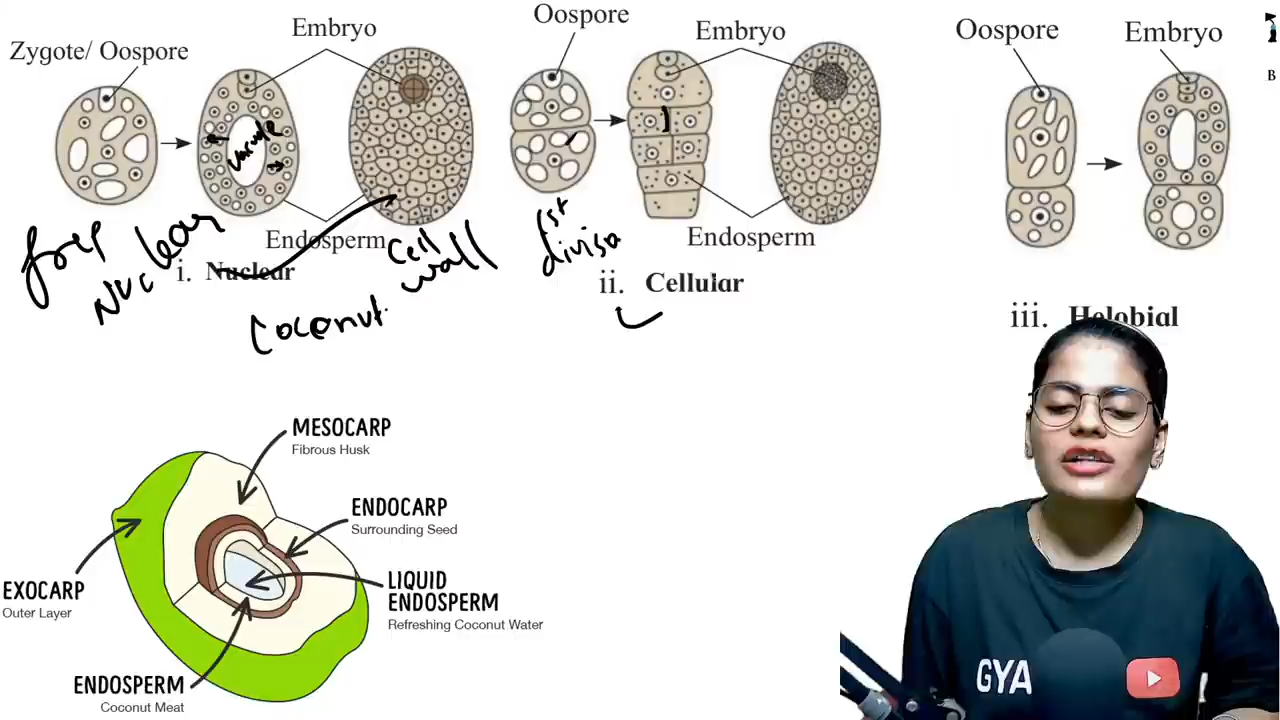 Zygote/ Oospore
Embryo
Oospore
Embryo
Oospore
Embryo
B
vacuole
Endosperm
Endosperm
free
Nuclear
Cell
wall
1st
divisa
i. Nuclear
ii. Cellular
iii. Helobial
Coconut
MESOCARP
Fibrous Husk
ENDOCARP
Surrounding Seed
EXOCARP
Outer Layer
LIQUID
ENDOSPERM
Refreshing Coconut Water
ENDOSPERM
Coconut Meat
GYA